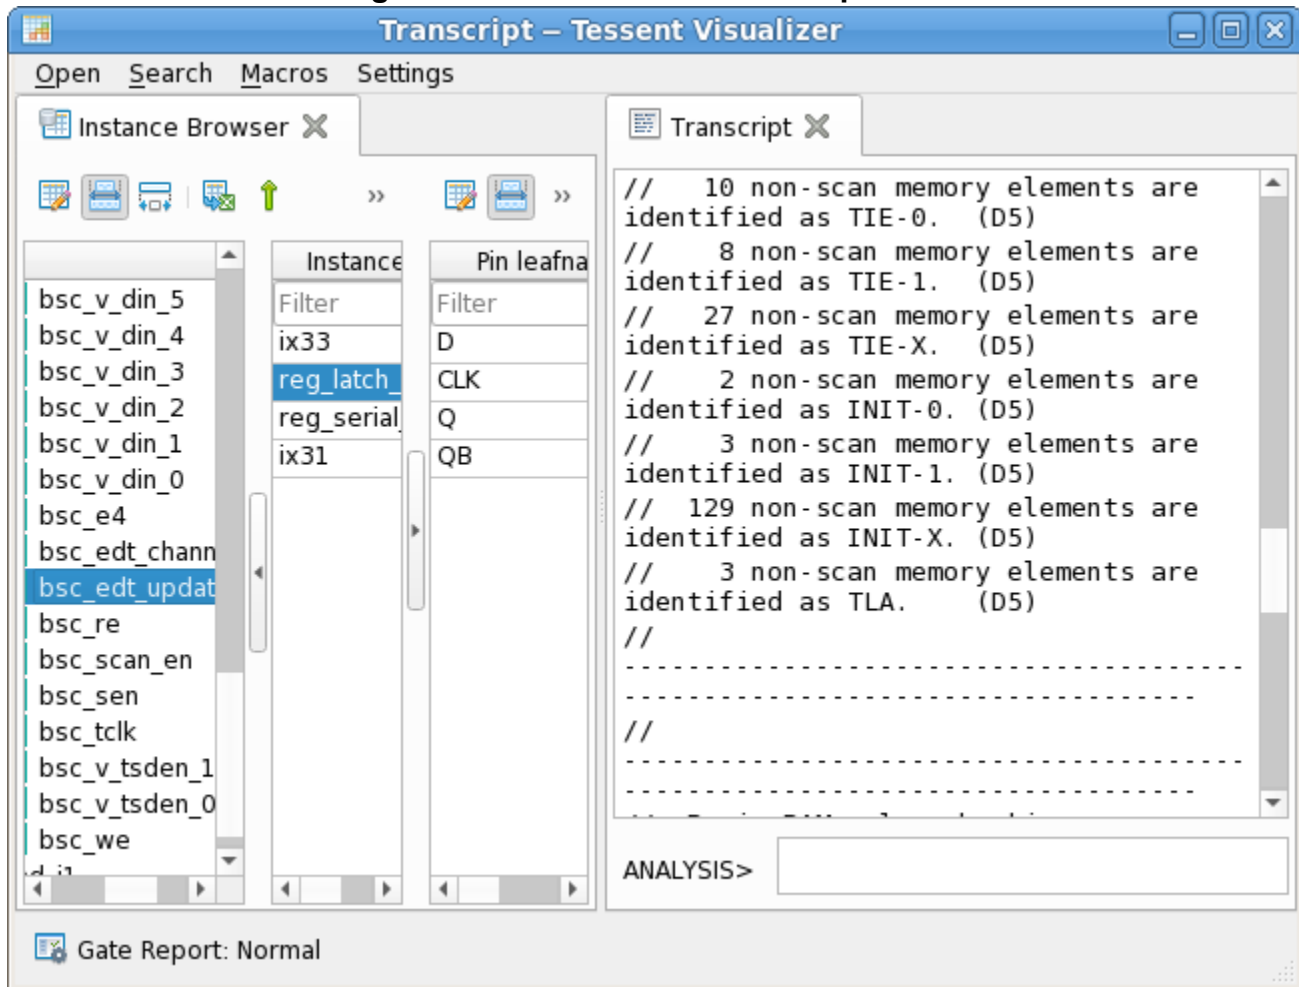 Transcript – Tessent Visualizer
Open Search Macros Settings
Instance Browser
bsc_v_din_5
bsc_v_din_4
bsc_v_din_3
bsc_v_din_2
bsc_v_din_1
bsc_v_din_0
bsc_e4
bsc_edt_chann
bsc_edt_updat
bsc_re
bsc_scan_en
bsc_sen
bsc_tclk
bsc_v_tsden_1
bsc_v_tsden_0
bsc_we
Instance
Filter
ix33
reg_latch_
reg_serial_
ix31
Pin leafna
Filter
D
CLK
Q
QB
Transcript
//   10 non-scan memory elements are
identified as TIE-0.  (D5)
//    8 non-scan memory elements are
identified as TIE-1.  (D5)
//   27 non-scan memory elements are
identified as TIE-X.  (D5)
//    2 non-scan memory elements are
identified as INIT-0. (D5)
//    3 non-scan memory elements are
identified as INIT-1. (D5)
//  129 non-scan memory elements are
identified as INIT-X. (D5)
//    3 non-scan memory elements are
identified as TLA.    (D5)
//
---------------------------------------
------------------------------------
//
---------------------------------------
------------------------------------
ANALYSIS>
Gate Report: Normal